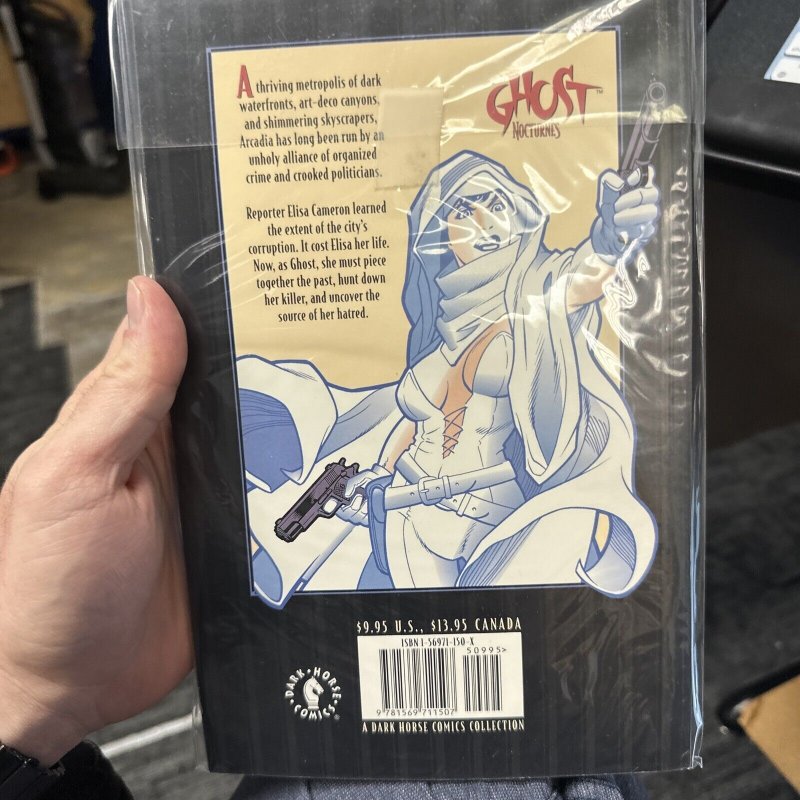 A thriving metropolis of dark
waterfronts, art-deco canyons,
and shimmering skyscrapers,
Arcadia has long been run by an
unholy alliance of organized
crime and crooked politicians.
Reporter Elisa Cameron learned
the extent of the city's
corruption. It cost Elisa her life.
Now, as Ghost, she must piece
together the past, hunt down
her killer, and uncover the
source of her hatred.
GHOST™
NOCTURNES
$9.95 U.S., $13.95 CANADA
ISBN 1-56971-150-X
50995>
9 781569 711507
DARK HORSE COMICS®
A DARK HORSE COMICS COLLECTION